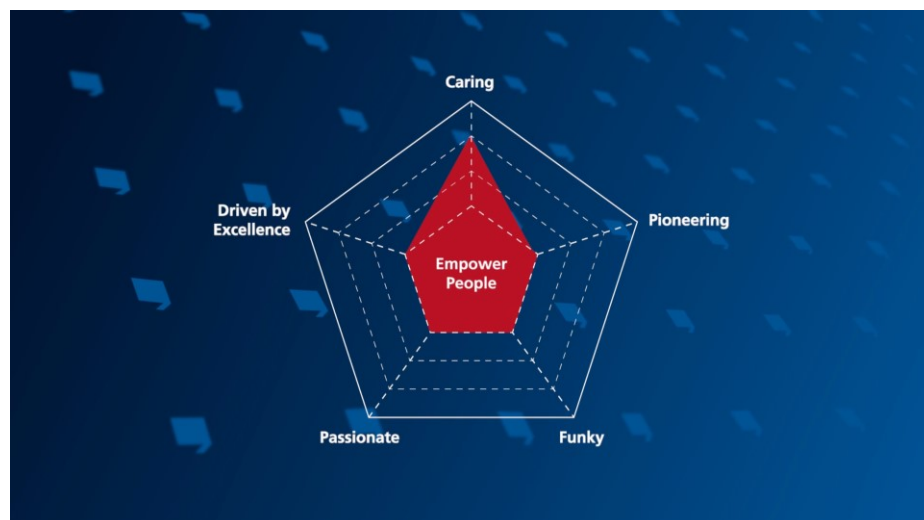 Caring
Driven by
Excellence
Pioneering
Empower
People
Passionate
Funky